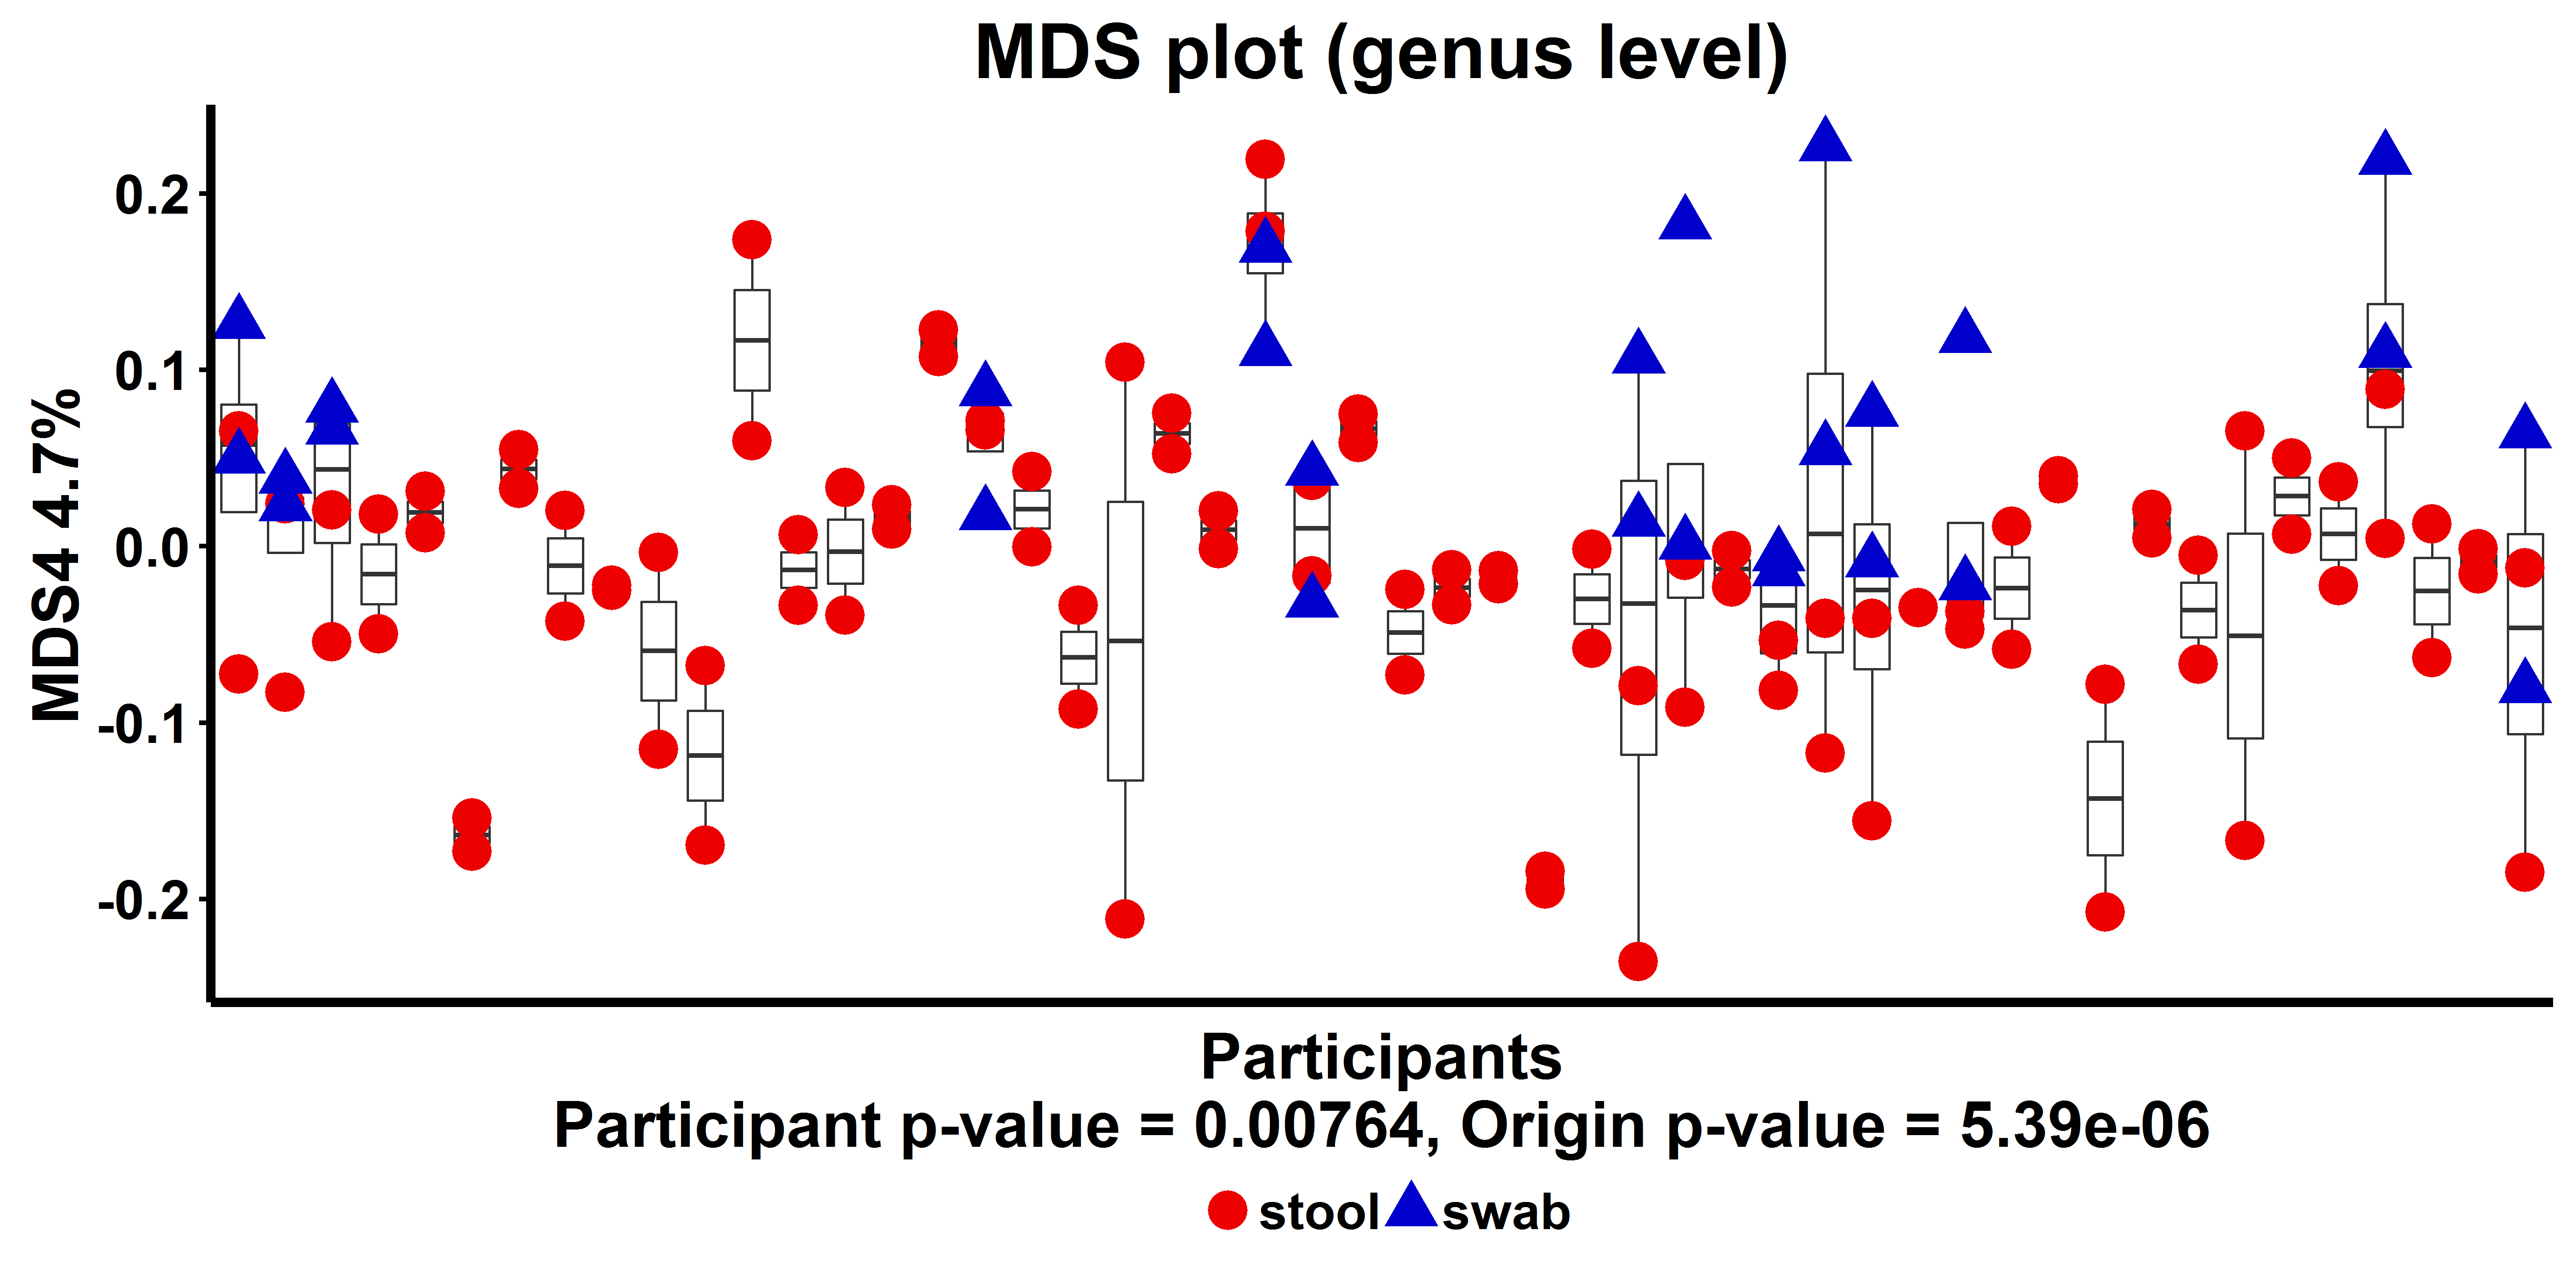 MDS plot (genus level)
MDS4 4.7%
0.2
0.1
0.0
-0.1
-0.2
Participants
Participant p-value = 0.00764, Origin p-value = 5.39e-06
stool swab